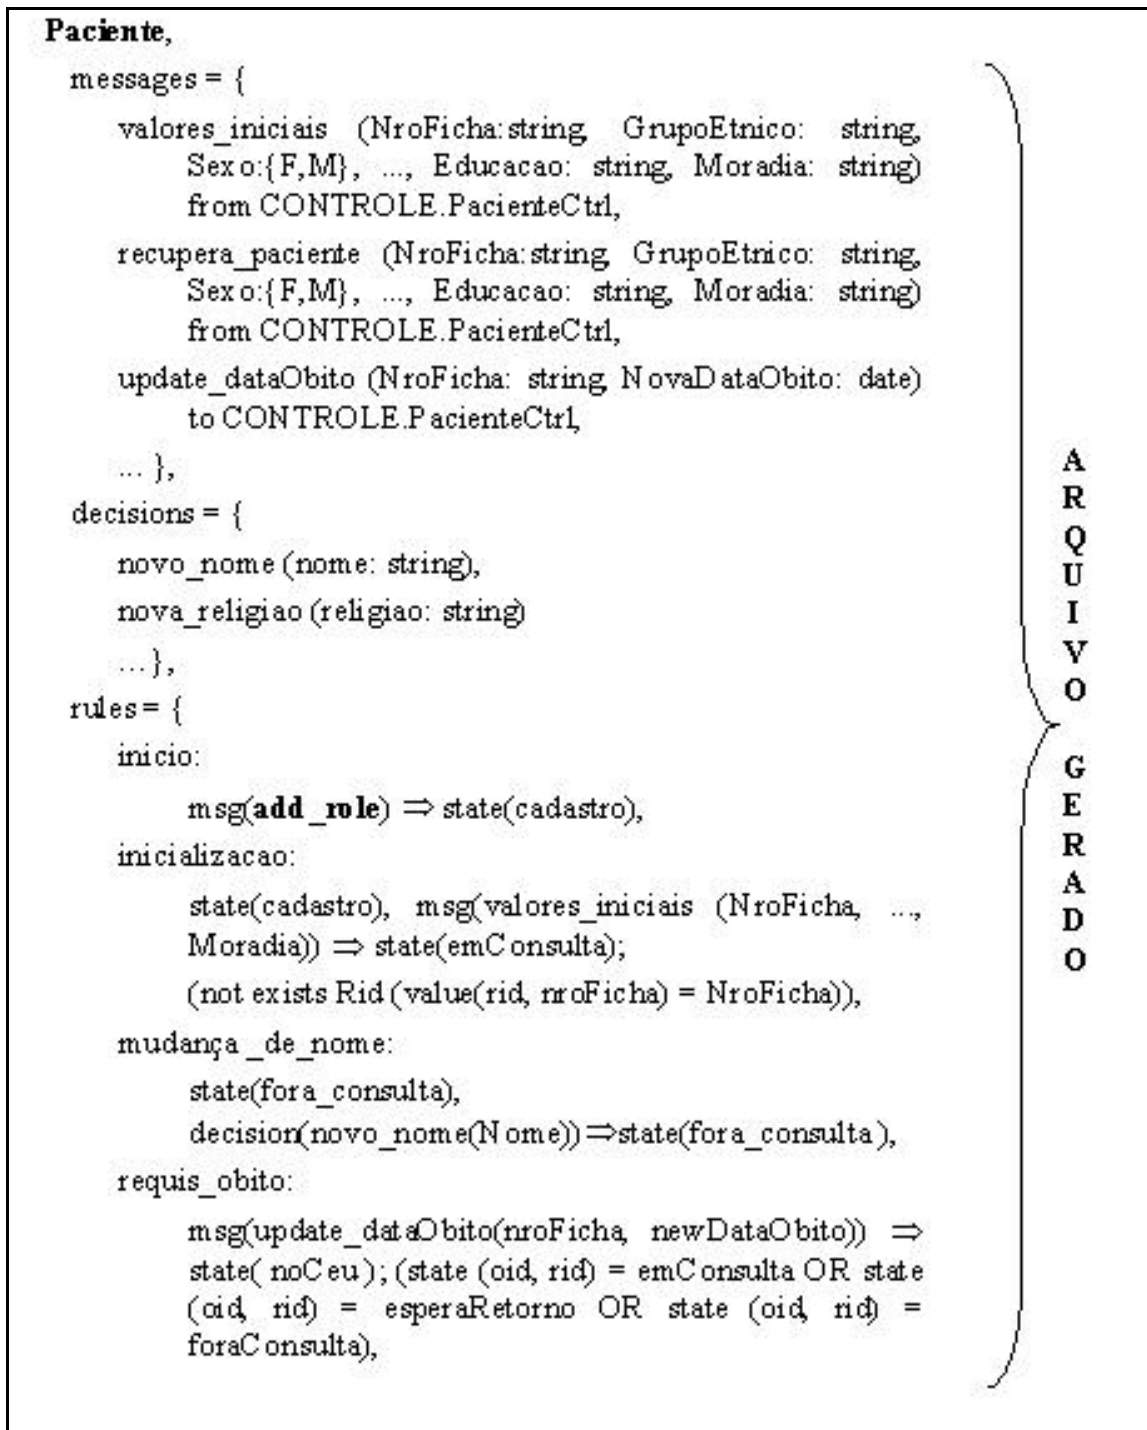 Paciente,
messages = {
valores_iniciais (NroFicha:string, GrupoEtnico: string,
Sexo:{F,M}, ..., Educacao: string, Moradia: string)
from CONTROLE.PacienteCtrl,
recupera_paciente (NroFicha:string, GrupoEtnico: string,
Sexo:{F,M}, ..., Educacao: string, Moradia: string)
from CONTROLE.PacienteCtrl,
update_dataObito (NroFicha: string, NovaDataObito: date)
to CONTROLE.PacienteCtrl,
... },
decisions = {
novo_nome (nome: string),
nova_religiao (religiao: string)
... },
rules = {
inicio:
msg(add_role) ⇒ state(cadastro),
inicializacao:
state(cadastro), msg(valores_iniciais (NroFicha, ...,
Moradia)) ⇒ state(emConsulta);
(not exists Rid (value(rid, nroFicha) = NroFicha)),
mudança _de_nome:
state(fora_consulta),
decision(novo_nome(Nome)) ⇒state(fora_consulta),
requis_obito:
msg(update_dataObito(nroFicha, newDataObito)) ⇒
state( noCeu ); (state (oid, rid) = emConsulta OR state
(oid, rid) = esperaRetorno OR state (oid, rid) =
foraConsulta),
ARQUIVO GERADO